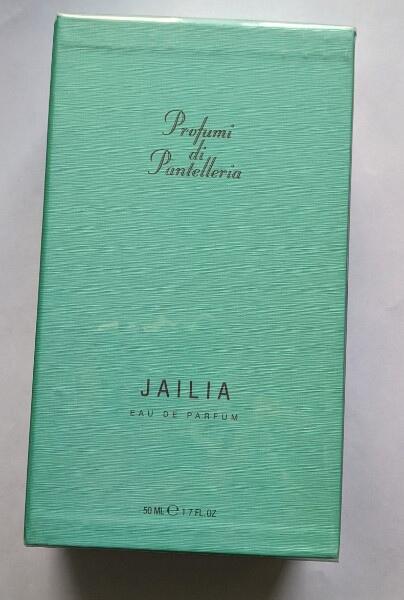 Profumi
di
Pantelleria
JAILIA
EAU DE PARFUM
50 ML ℮ 1 7 FL. OZ